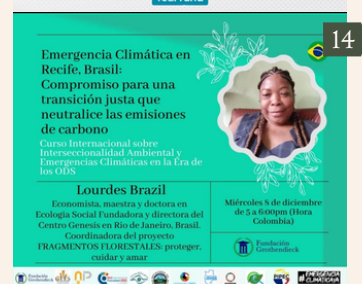 14
Emergencia Climática en
Recife, Brasil:
Compromiso para una
transición justa que
neutralice las emisiones
de carbono
Curso Internacional sobre
Interseccionalidad Ambiental y
Emergencias Climáticas en la Era de
los ODS
Lourdes Brazil
Economista, maestra y doctora en
Ecologia Social Fundadora y directora del
Centro Genesis en Rio de Janeiro, Brasil.
Coordinadora del proyecto
FRAGMENTOS FLORESTALES: proteger,
cuidar y amar
Miércoles 8 de diciembre
de 5 a 6:00pm (Hora
Colombia)
Fundación
Grothendieck